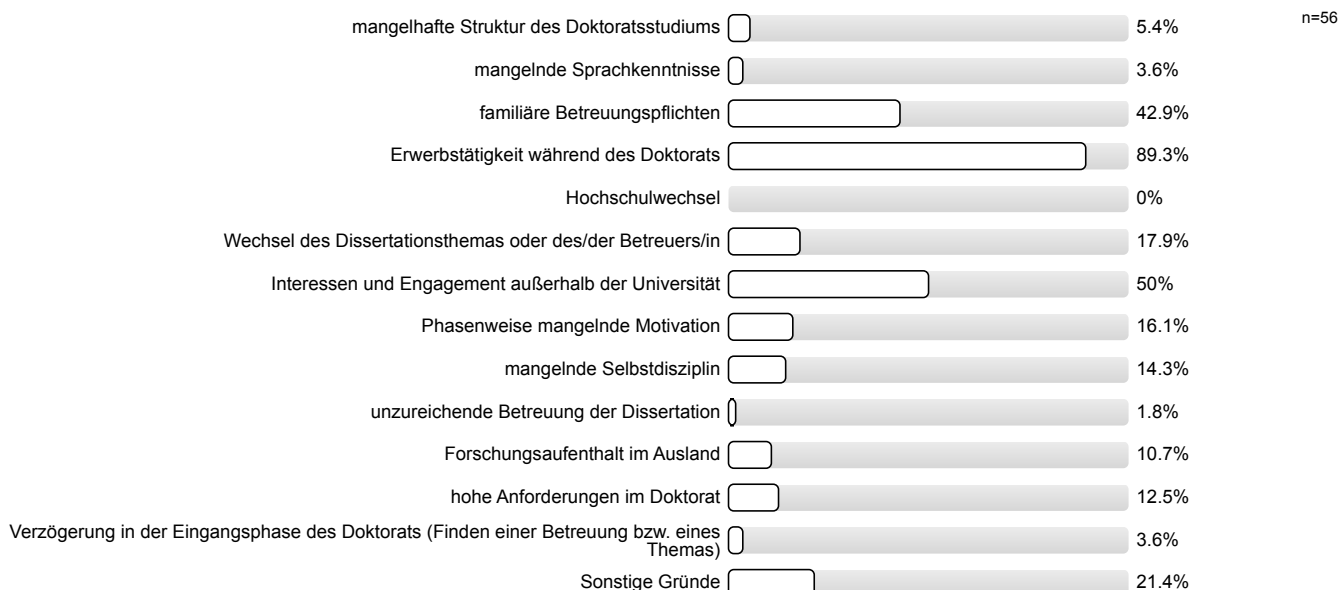 n=56
mangelhafte Struktur des Doktoratsstudiums 5.4%
mangelnde Sprachkenntnisse 3.6%
familiäre Betreuungspflichten 42.9%
Erwerbstätigkeit während des Doktorats 89.3%
Hochschulwechsel 0%
Wechsel des Dissertationsthemas oder des/der Betreuers/in 17.9%
Interessen und Engagement außerhalb der Universität 50%
Phasenweise mangelnde Motivation 16.1%
mangelnde Selbstdisziplin 14.3%
unzureichende Betreuung der Dissertation 1.8%
Forschungsaufenthalt im Ausland 10.7%
hohe Anforderungen im Doktorat 12.5%
Verzögerung in der Eingangsphase des Doktorats (Finden einer Betreuung bzw. eines
Themas) 3.6%
Sonstige Gründe 21.4%